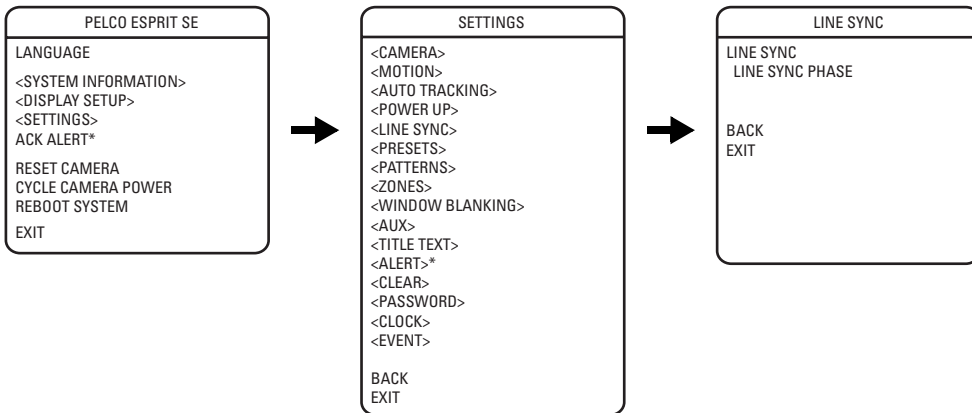 PELCO ESPRIT SE
LANGUAGE
<SYSTEM INFORMATION>
<DISPLAY SETUP>
<SETTINGS>
ACK ALERT*
RESET CAMERA
CYCLE CAMERA POWER
REBOOT SYSTEM
EXIT
SETTINGS
<CAMERA>
<MOTION>
<AUTO TRACKING>
<POWER UP>
<LINE SYNC>
<PRESETS>
<PATTERNS>
<ZONES>
<WINDOW BLANKING>
<AUX>
<TITLE TEXT>
<ALERT>*
<CLEAR>
<PASSWORD>
<CLOCK>
<EVENT>
BACK
EXIT
LINE SYNC
LINE SYNC
LINE SYNC PHASE
BACK
EXIT